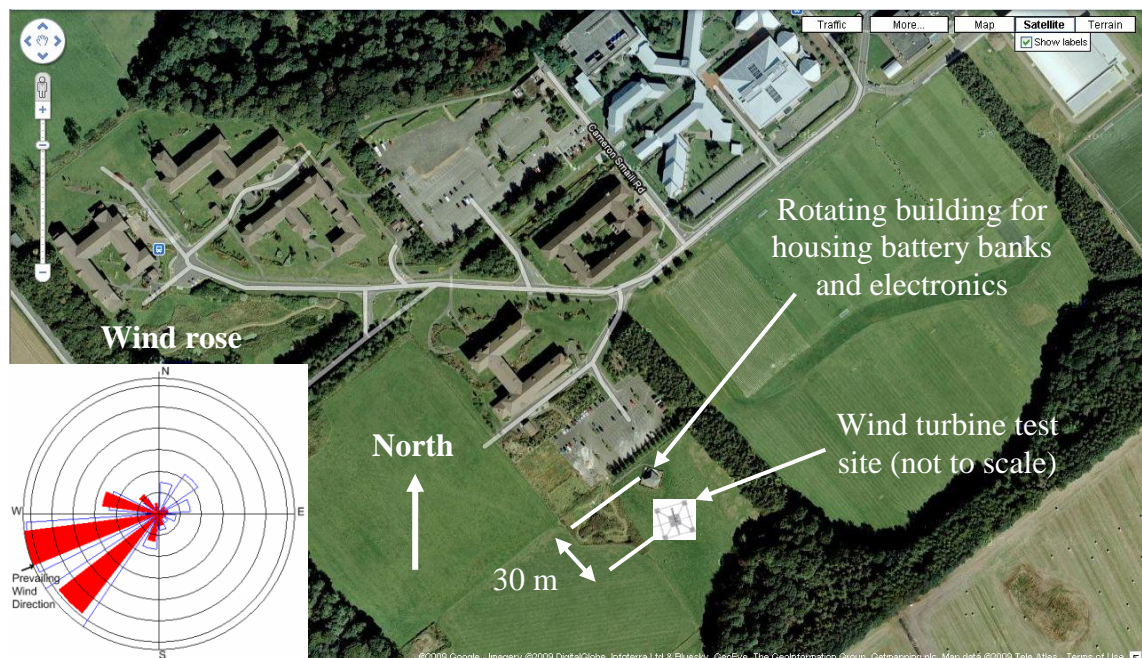 Traffic
More...
Map
Satellite
Terrain
Show labels
Cameron Smaill Rd
Rotating building for
housing battery banks
and electronics
Wind rose
N
W
E
S
Prevailing
Wind
Direction
North
Wind turbine test
site (not to scale)
30 m
©2009 Google - Imagery ©2009 DigitalGlobe, Infoterra Ltd & Bluesky, GeoEye, The GeoInformation Group, Getmapping plc, Map data ©2009 Tele Atlas - Terms of Use